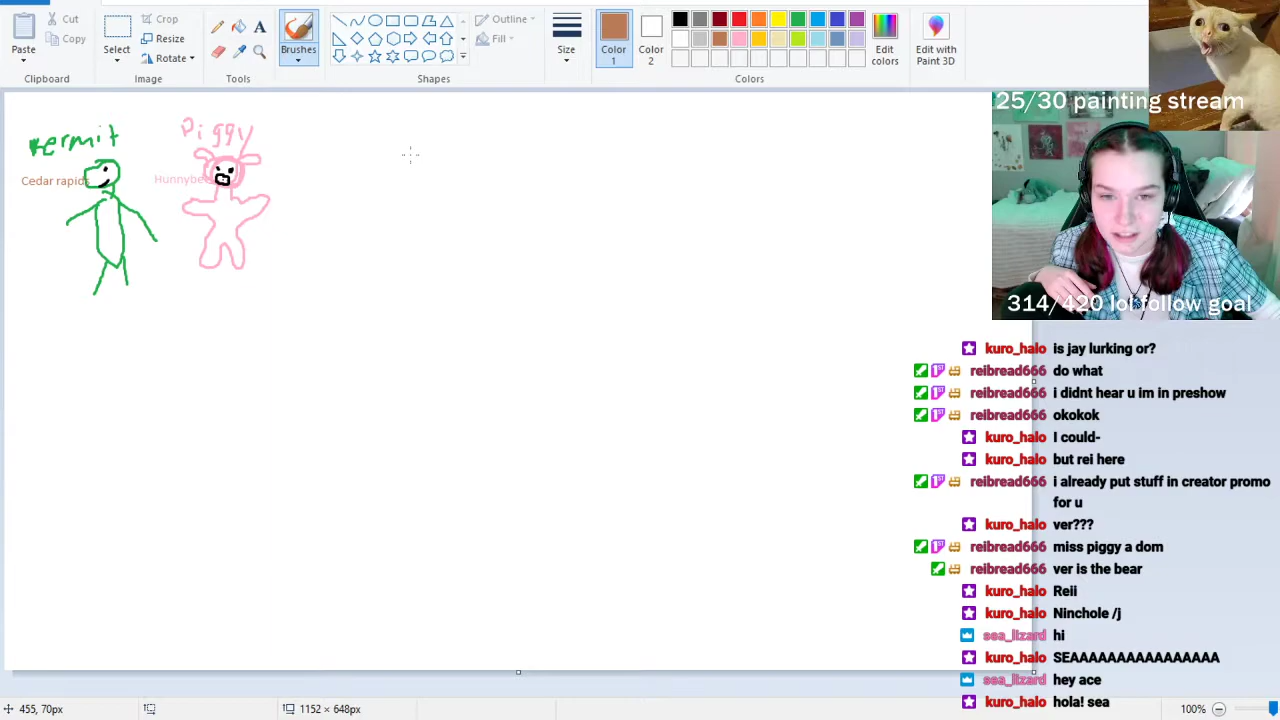 Paste
Cut
Copy
Clipboard
Select
Crop
Resize
Rotate
Image
Tools
Brushes
Shapes
Outline
Fill
Size
Color 1
Color 2
Edit colors
Edit with Paint 3D
Colors
25/30 painting stream
314/420 lol follow goal
kermit
Piggy
Cedar rapids
kuro_halo is jay lurking or?
reibread666 do what
reibread666 i didnt hear u im in preshow
reibread666 okokok
kuro_halo I could-
kuro_halo but rei here
reibread666 i already put stuff in creator promo
for u
kuro_halo ver???
reibread666 miss piggy a dom
reibread666 ver is the bear
kuro_halo Reii
kuro_halo Ninchole /j
sea_lizard hi
kuro_halo SEAAAAAAAAAAAAAAAA
sea_lizard hey ace
kuro_halo hola! sea
455, 70px
1152 × 648px
100%